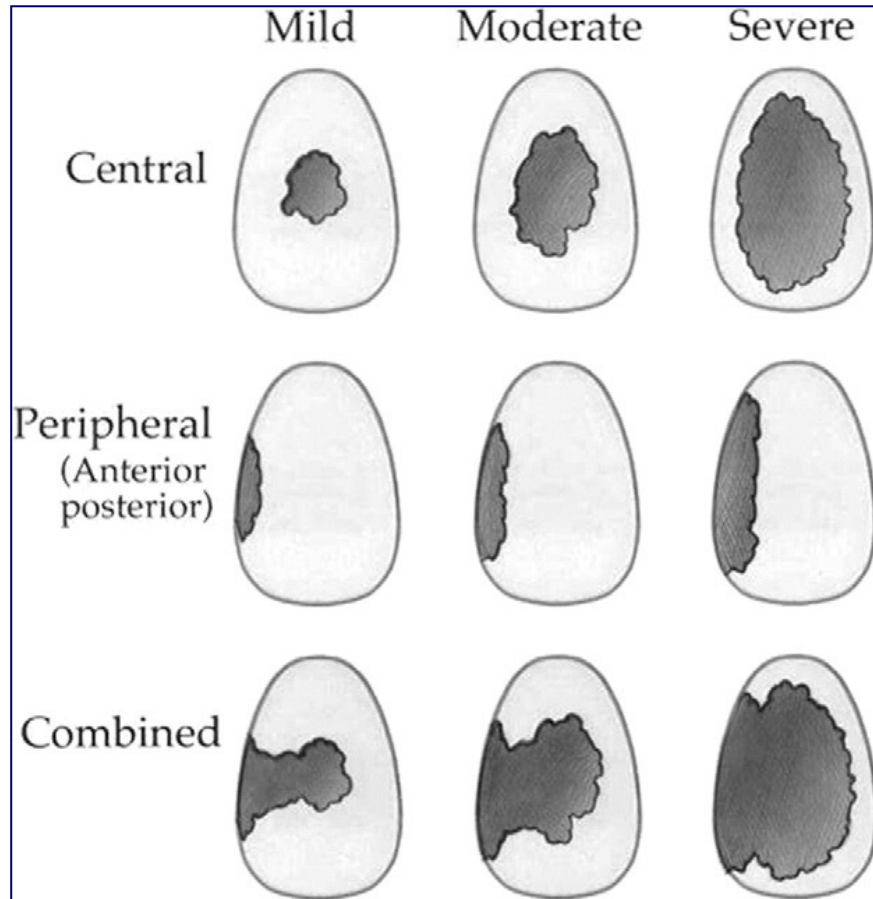 Mild Moderate Severe
Central
Peripheral
(Anterior
posterior)
Combined